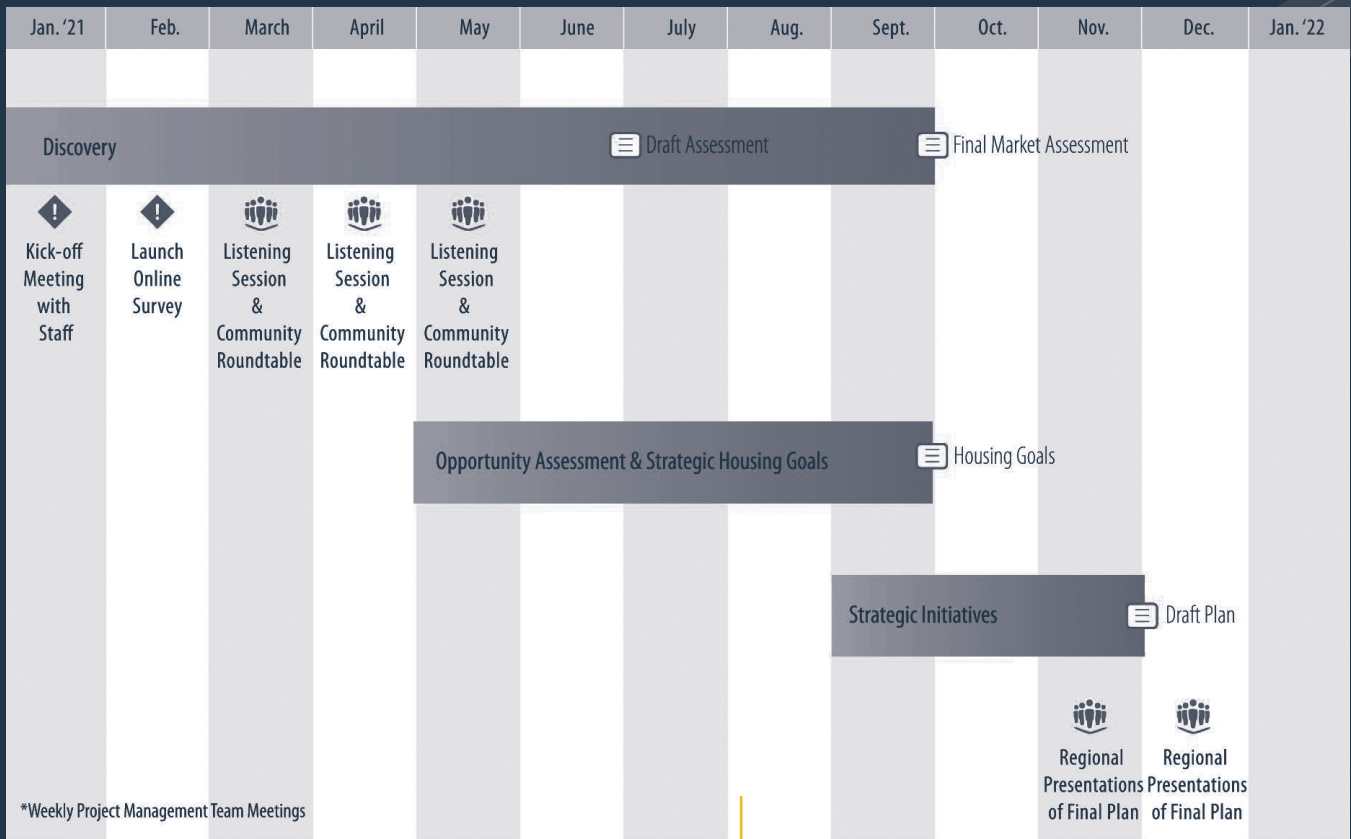 Jan. ‘21 Feb. March April May June July Aug. Sept. Oct. Nov. Dec. Jan. ‘22
Discovery
Draft Assessment
Final Market Assessment
Kick-off
Meeting
with
Staff
Launch
Online
Survey
Listening
Session
&
Community
Roundtable
Listening
Session
&
Community
Roundtable
Listening
Session
&
Community
Roundtable
Opportunity Assessment & Strategic Housing Goals
Housing Goals
Strategic Initiatives
Draft Plan
Regional
Presentations
of Final Plan
Regional
Presentations
of Final Plan
*Weekly Project Management Team Meetings